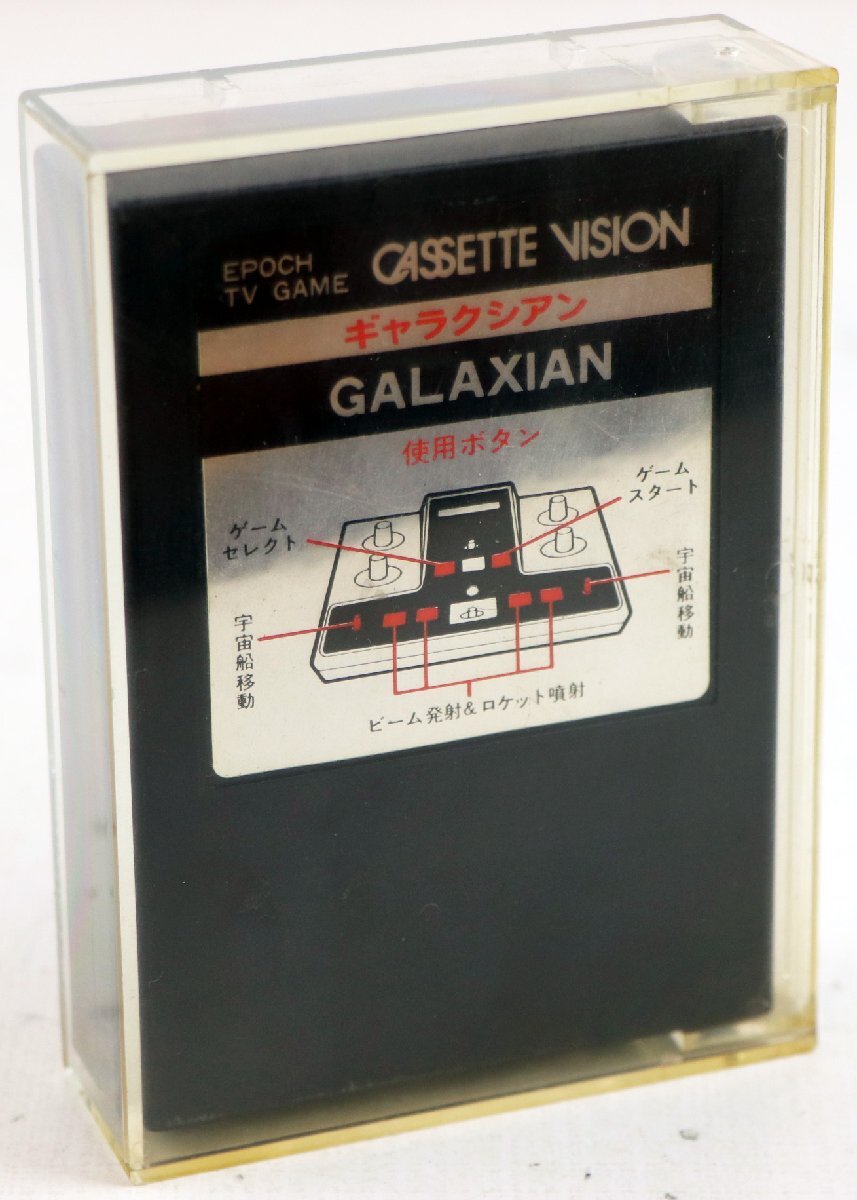 EPOCH
TV GAME
CASSETTE VISION
ギャラクシアン
GALAXIAN
使用ボタン
ゲーム
セレクト
ゲーム
スタート
宇宙船移動
宇宙船移動
ビーム発射&ロケット噴射